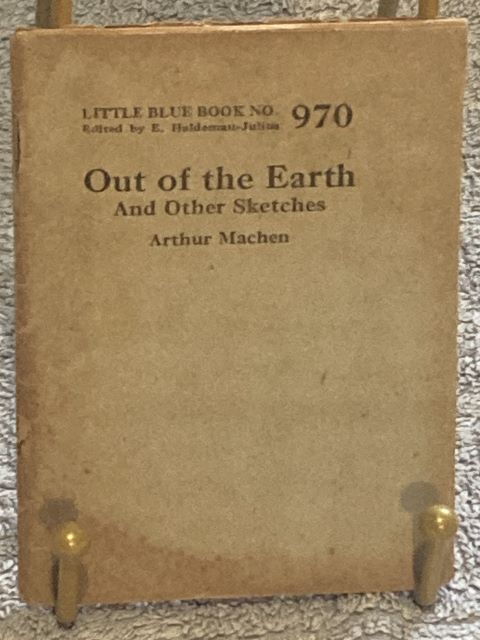 LITTLE BLUE BOOK NO. 970
Edited by E. Haldeman-Julius
Out of the Earth
And Other Sketches
Arthur Machen